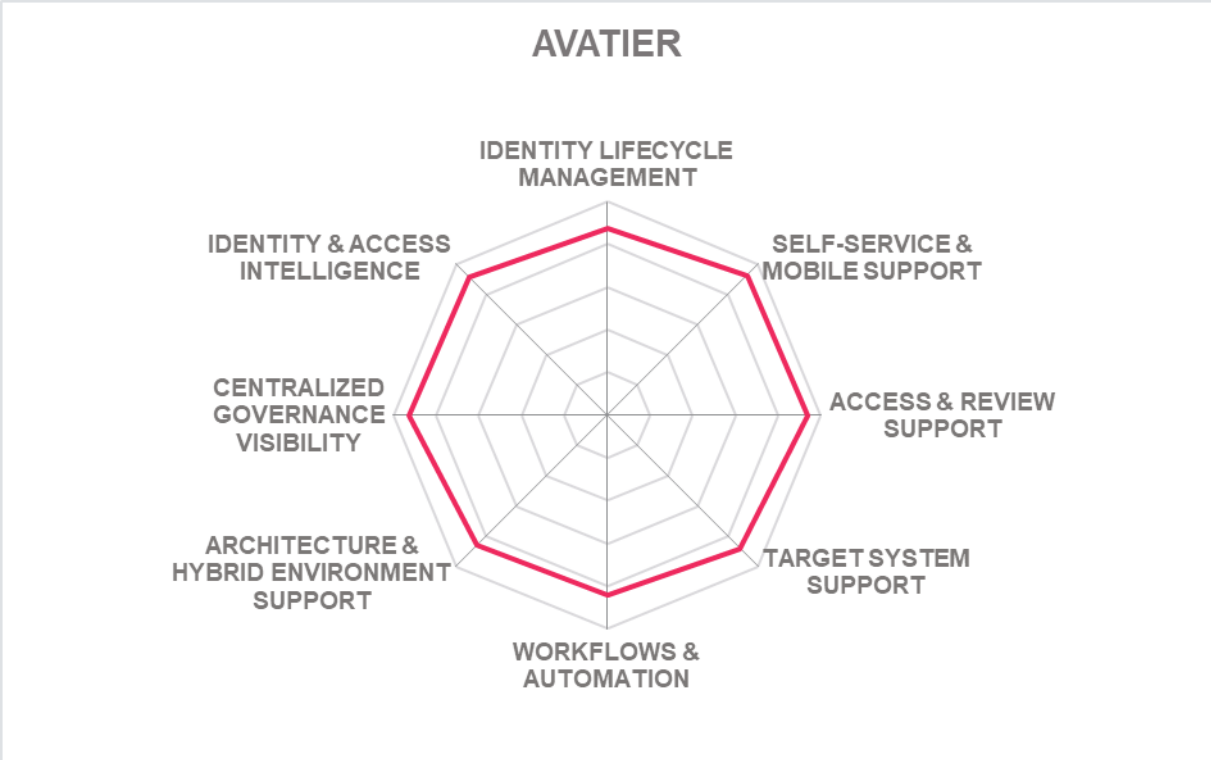 AVATIER
IDENTITY LIFECYCLE
MANAGEMENT
SELF-SERVICE &
MOBILE SUPPORT
ACCESS & REVIEW
SUPPORT
TARGET SYSTEM
SUPPORT
WORKFLOWS &
AUTOMATION
ARCHITECTURE &
HYBRID ENVIRONMENT
SUPPORT
CENTRALIZED
GOVERNANCE
VISIBILITY
IDENTITY & ACCESS
INTELLIGENCE